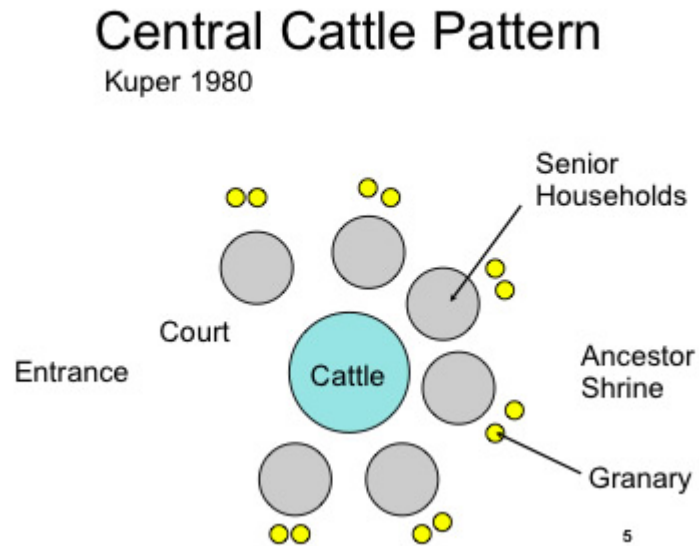 Central Cattle Pattern
Kuper 1980
Senior
Households
Court
Entrance
Cattle
Ancestor
Shrine
Granary
5